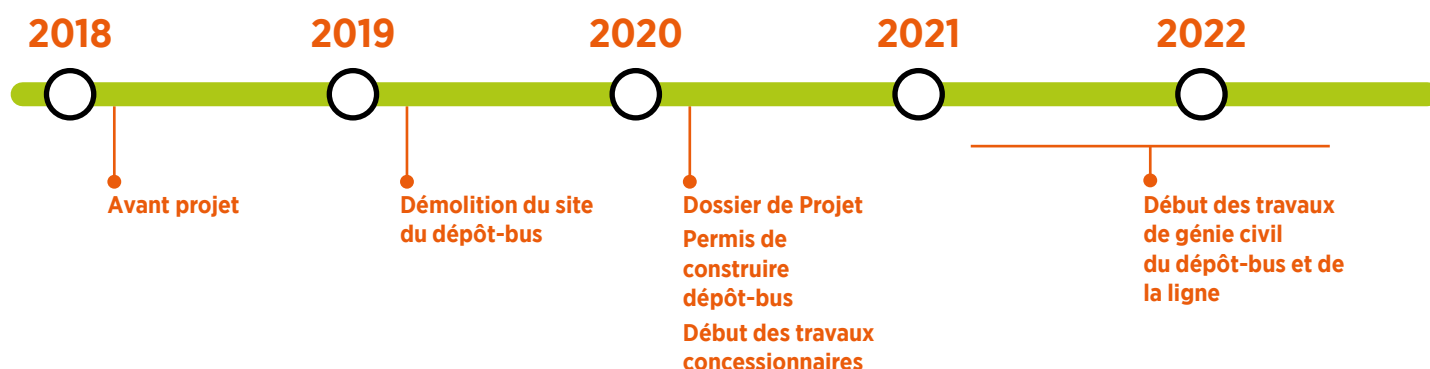 2018
2019
2020
2021
2022
Avant projet
Démolition du site
du dépôt-bus
Dossier de Projet
Permis de
construire
dépôt-bus
Début des travaux
concessionnaires
Début des travaux
de génie civil
du dépôt-bus et de
la ligne